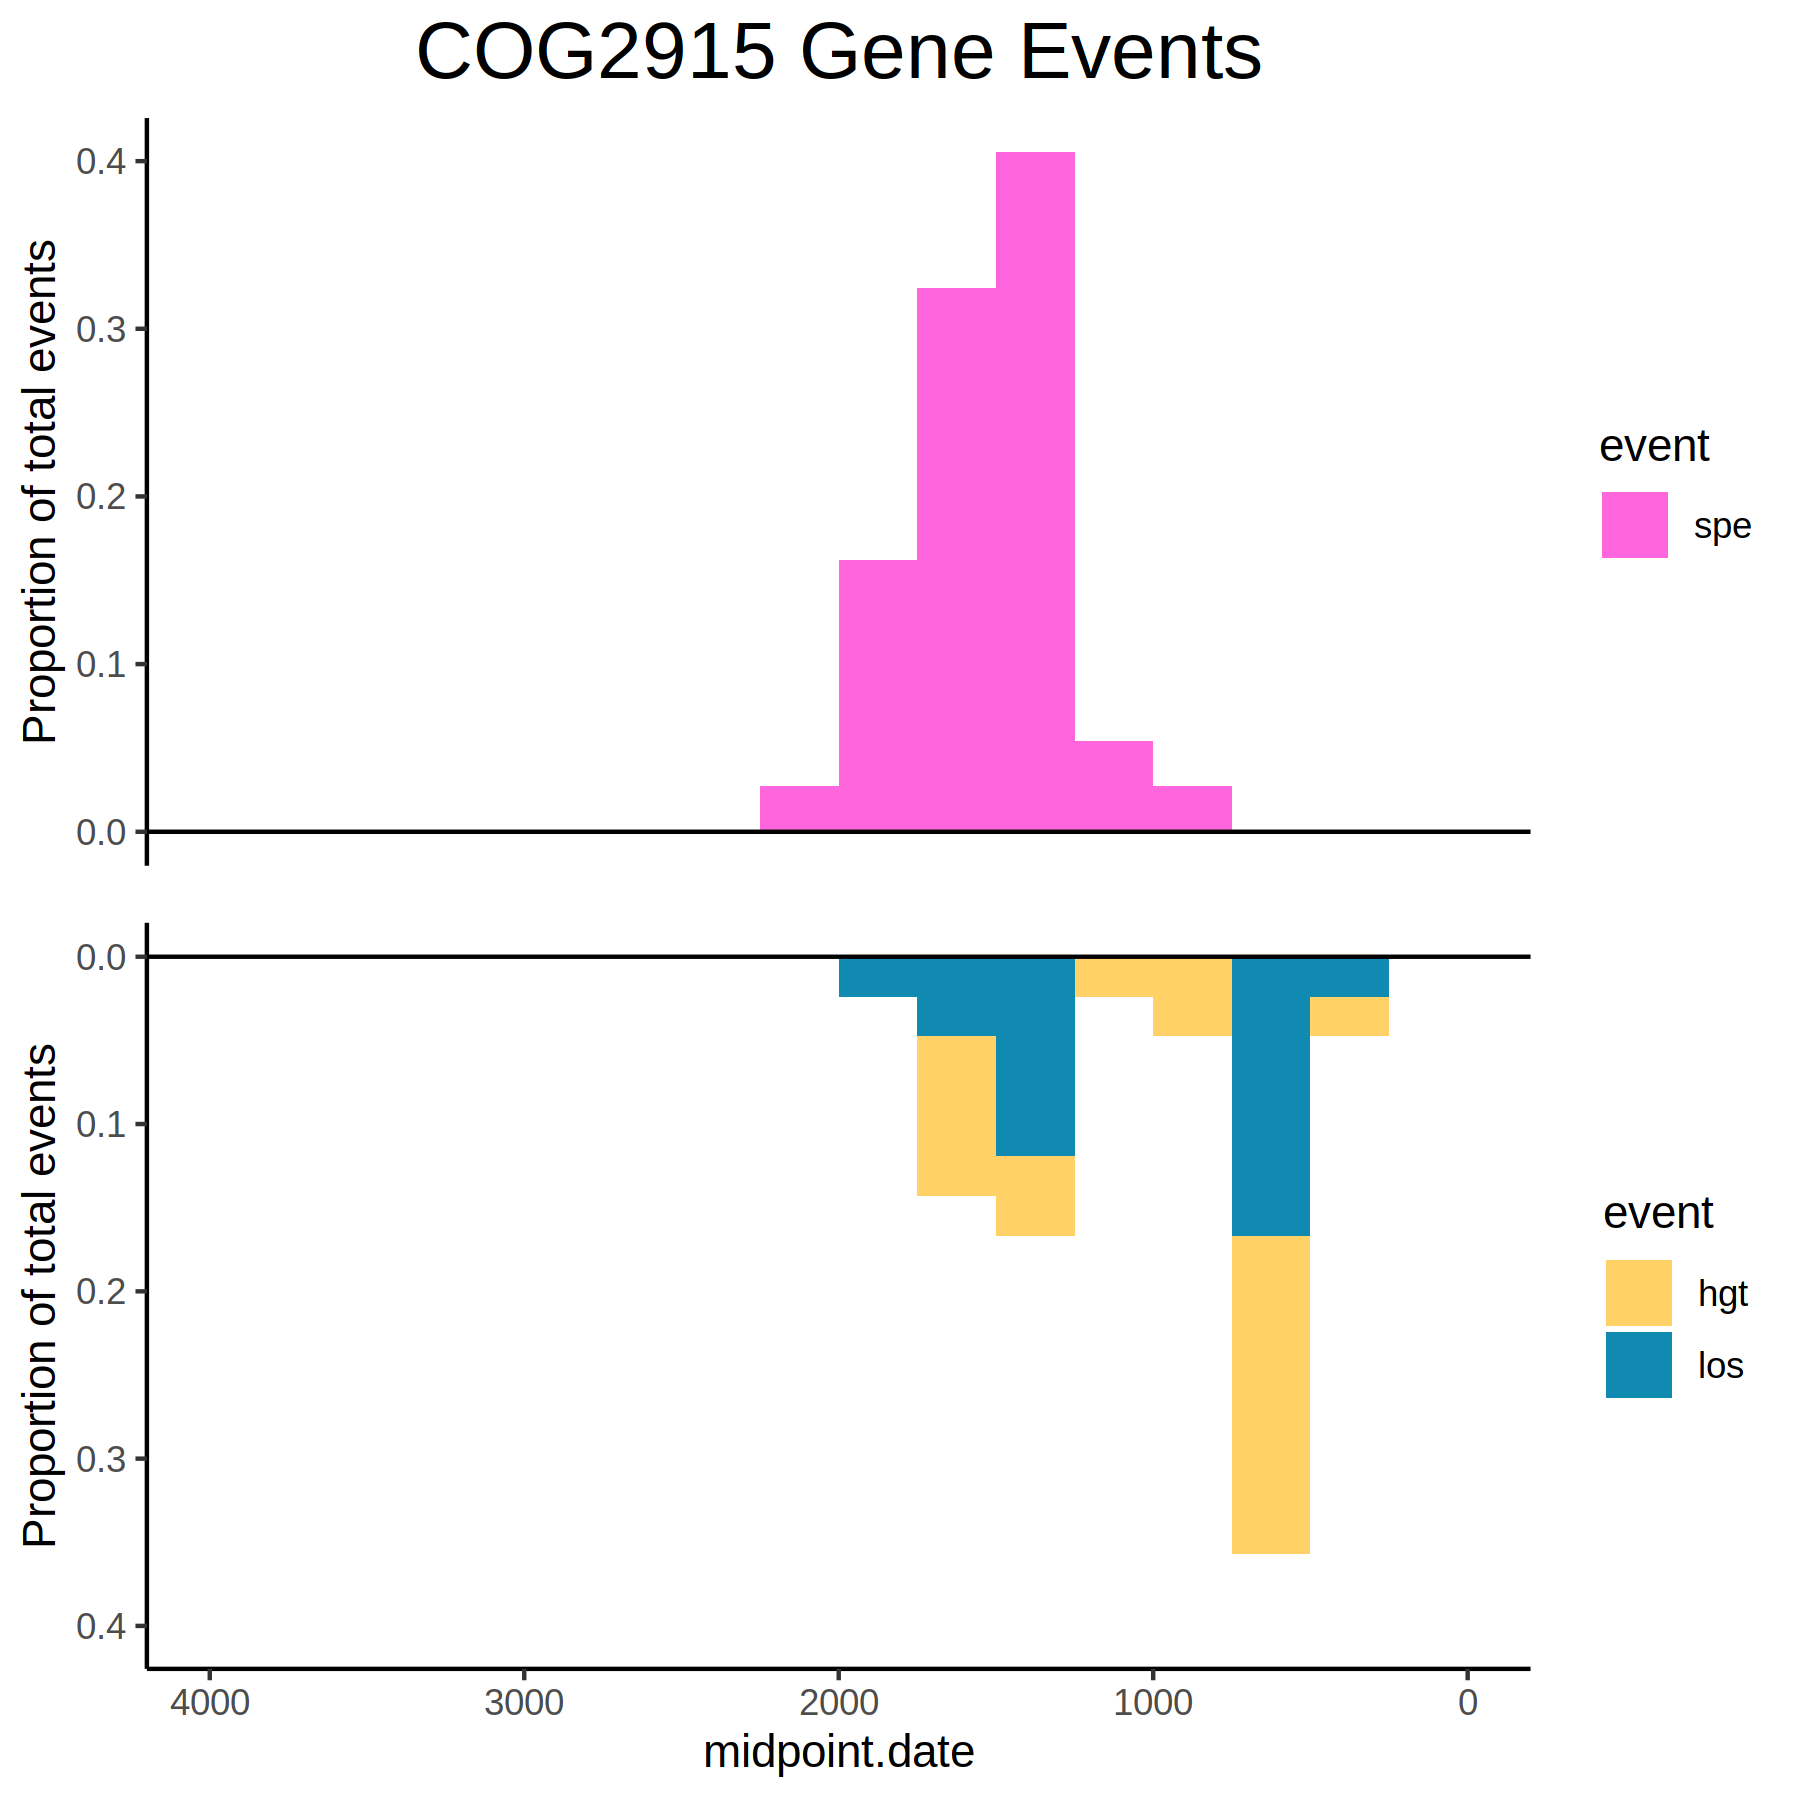 COG2915 Gene Events
Proportion of total events
0.4
0.3
0.2
0.1
0.0
event
spe
Proportion of total events
0.0
0.1
0.2
0.3
0.4
event
hgt
los
4000 3000 2000 1000 0
midpoint.date